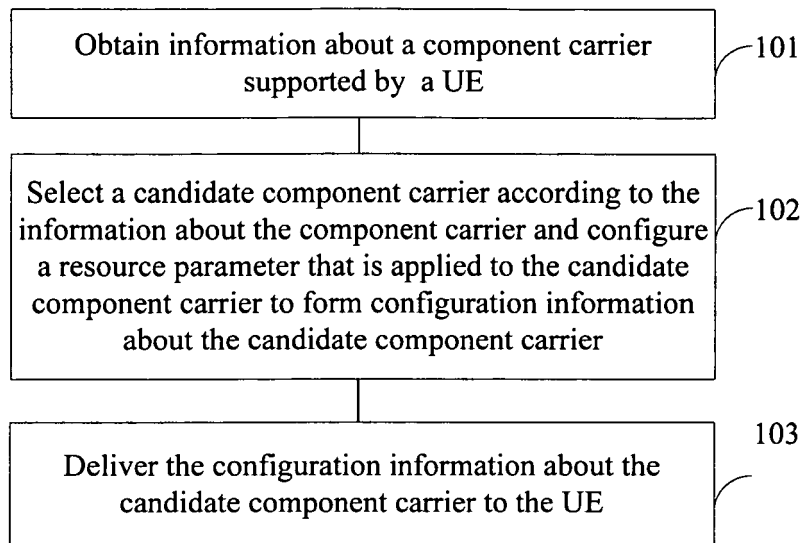 Obtain information about a component carrier
supported by a UE
101
Select a candidate component carrier according to the
information about the component carrier and configure
a resource parameter that is applied to the candidate
component carrier to form configuration information
about the candidate component carrier
102
Deliver the configuration information about the
candidate component carrier to the UE
103